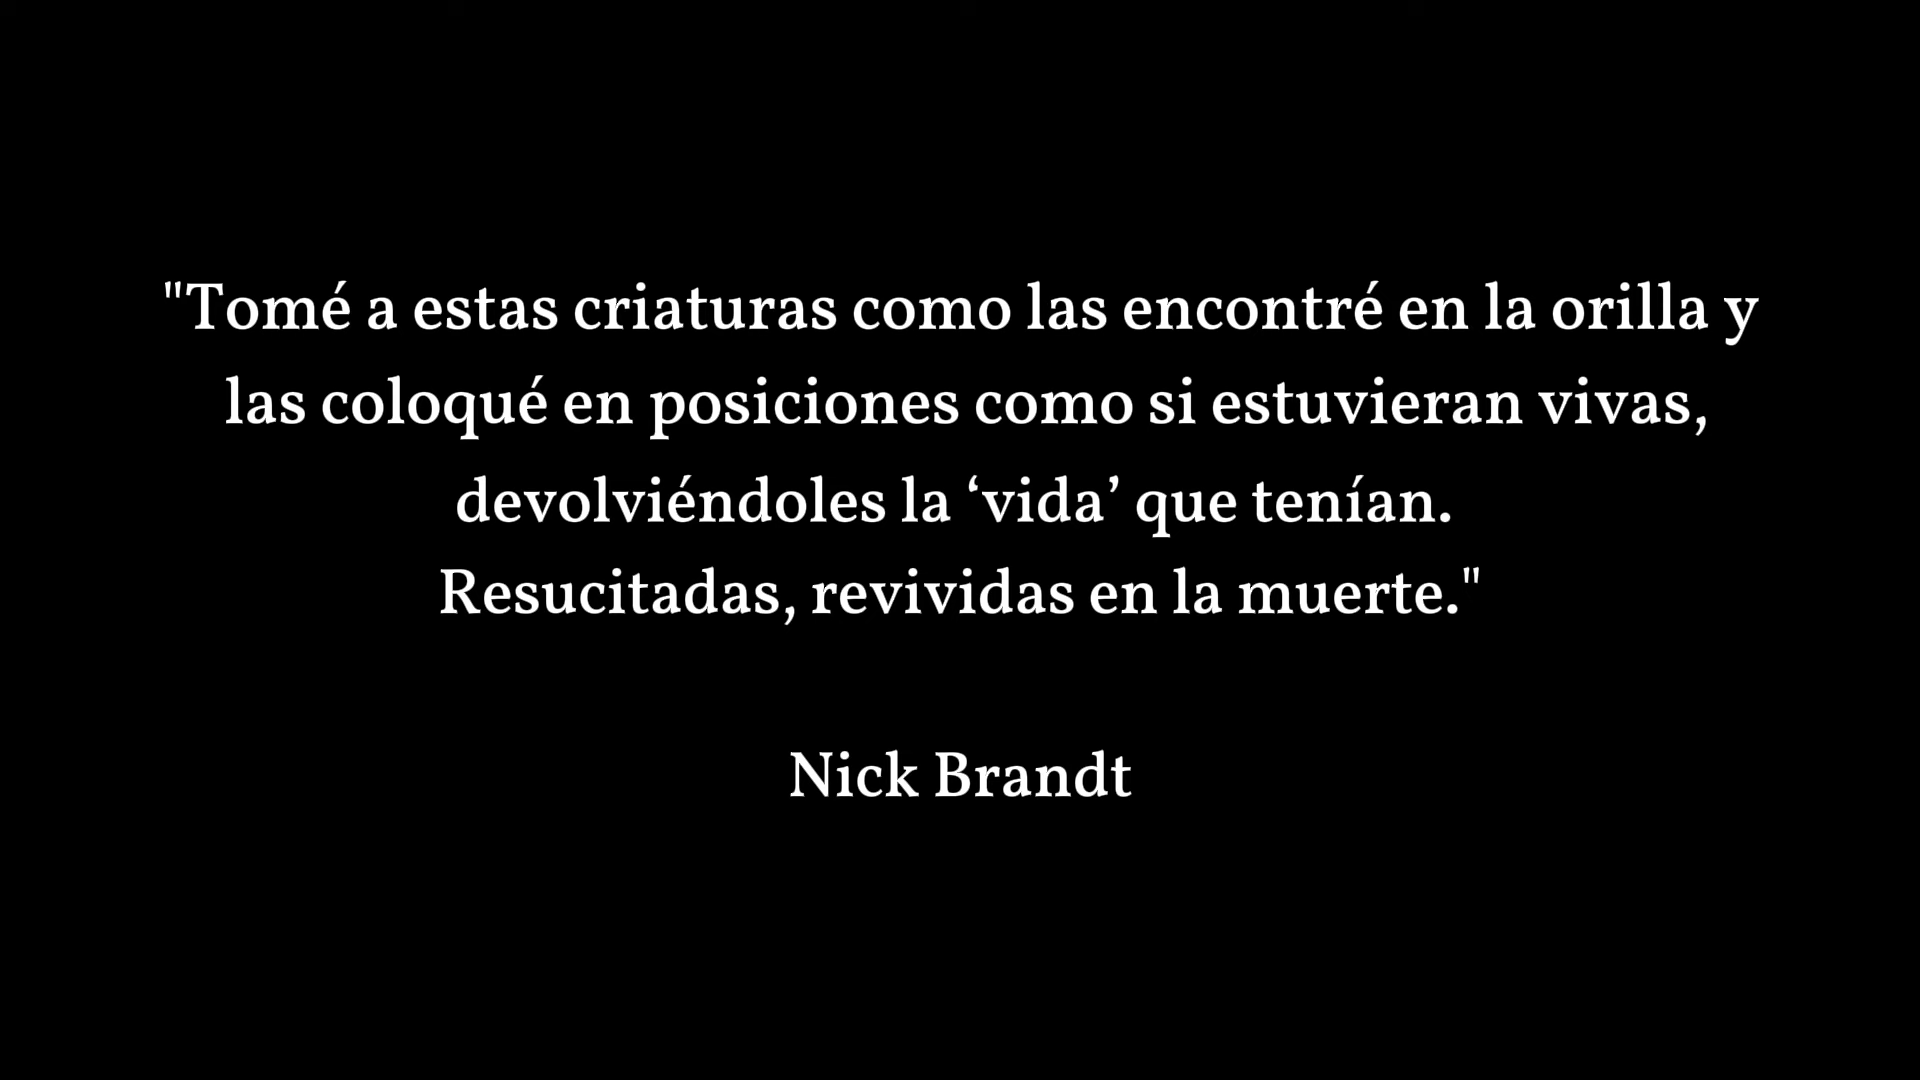 "Tomé a estas criaturas como las encontré en la orilla y
las coloqué en posiciones como si estuvieran vivas,
devolviéndoles la ‘vida’ que tenían.
Resucitadas, revividas en la muerte."
Nick Brandt